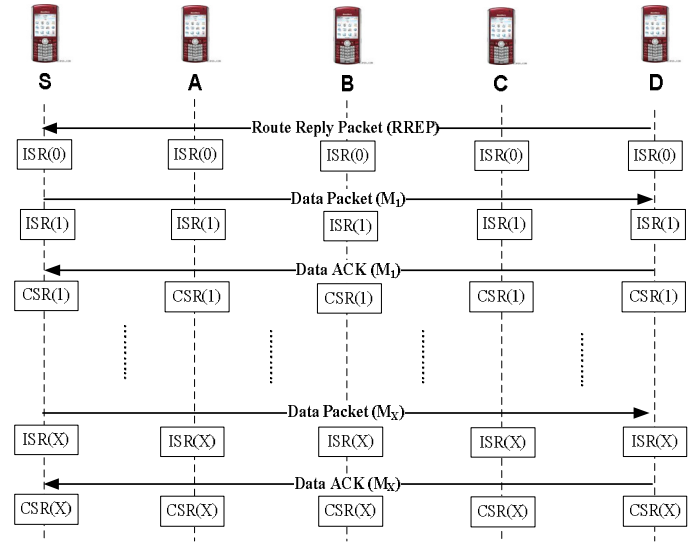 S A B C D
Route Reply Packet (RREP)
ISR(0) ISR(0) ISR(0) ISR(0) ISR(0)
Data Packet (M1)
ISR(1) ISR(1) ISR(1) ISR(1) ISR(1)
Data ACK (M1)
CSR(1) CSR(1) CSR(1) CSR(1) CSR(1)
Data Packet (MX)
ISR(X) ISR(X) ISR(X) ISR(X) ISR(X)
Data ACK (MX)
CSR(X) CSR(X) CSR(X) CSR(X) CSR(X)